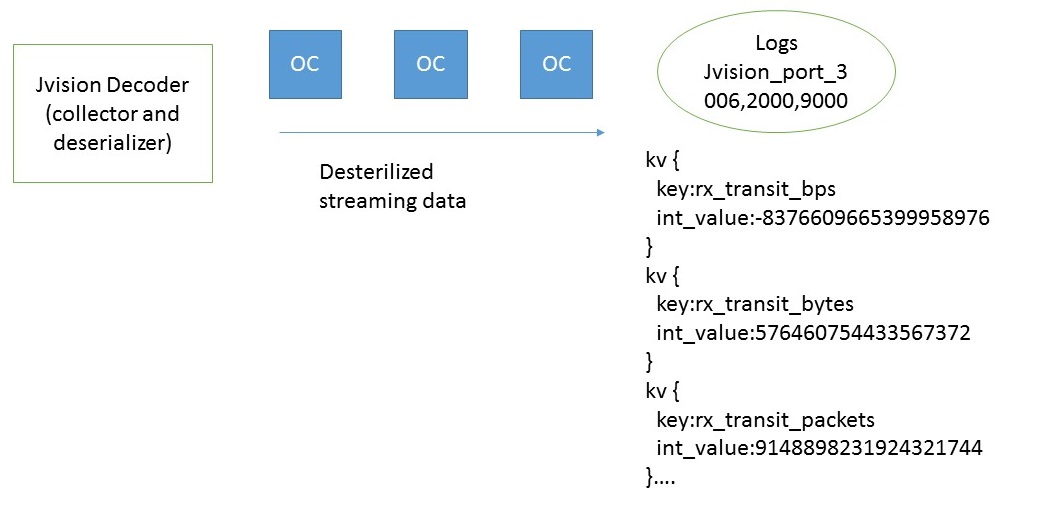 Jvision Decoder
(collector and
deserializer)
OC
OC
OC
Desterilized
streaming data
Logs
Jvision_port_3
006,2000,9000
kv {
key:rx_transit_bps
int_value:-8376609665399958976
}
kv {
key:rx_transit_bytes
int_value:576460754433567372
}
kv {
key:rx_transit_packets
int_value:9148898231924321744
}....